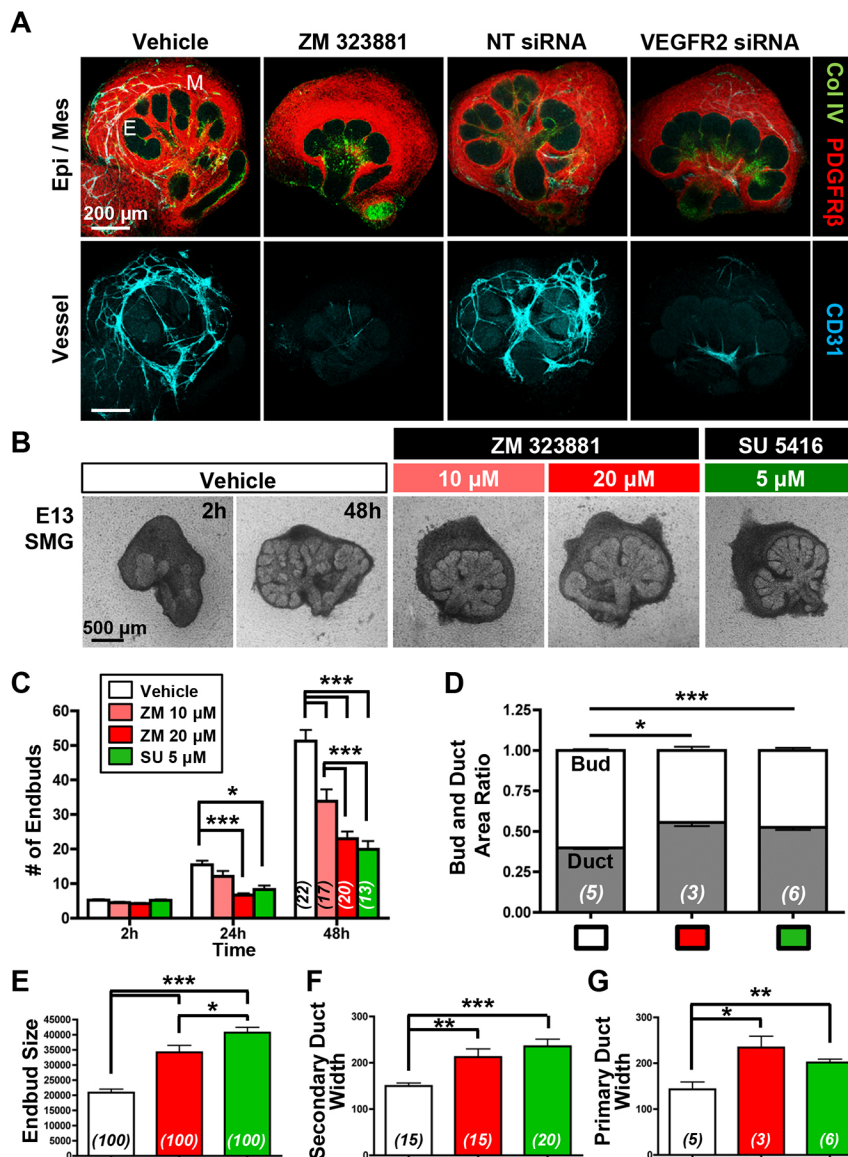 A
Vehicle
ZM 323881
NT siRNA
VEGFR2 siRNA
Epi / Mes
M
E
200 µm
Col IV
PDGFRβ
Vessel
CD31
B
ZM 323881
SU 5416
Vehicle
10 µM
20 µM
5 µM
E13
SMG
2h
48h
500 µm
C
Vehicle
ZM 10 µM
ZM 20 µM
SU 5 µM
# of Endbuds
60
50
40
30
20
10
0
***
*
***
***
(22)
(17)
(20)
(13)
2h
24h
48h
Time
D
Bud and Duct
Area Ratio
1.25
1.00
0.75
0.50
0.25
0.00
***
*
Bud
Duct
(5)
(3)
(6)
E
Endbud Size
45000
40000
35000
30000
25000
20000
15000
10000
5000
0
***
*
(100)
(100)
(100)
F
Secondary Duct
Width
300
200
100
0
***
**
(15)
(15)
(20)
G
Primary Duct
Width
300
200
100
0
**
*
(5)
(3)
(6)